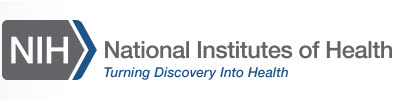 NIH National Institutes of Health
Turning Discovery Into Health